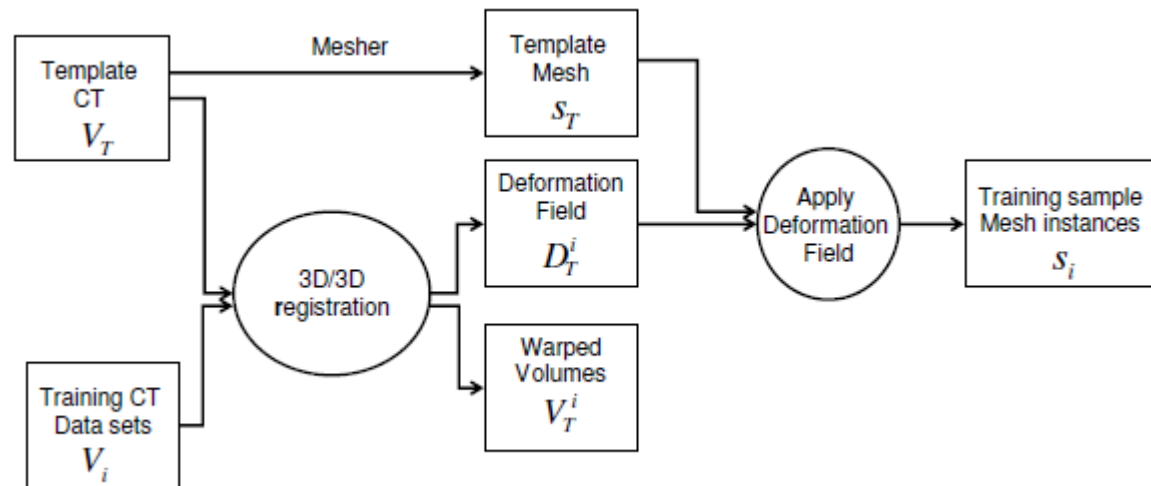 Template
CT
V_T
Mesher
Template
Mesh
s_T
Deformation
Field
D_T^i
Apply
Deformation
Field
Training sample
Mesh instances
s_i
3D/3D
registration
Warped
Volumes
V_T^i
Training CT
Data sets
V_i